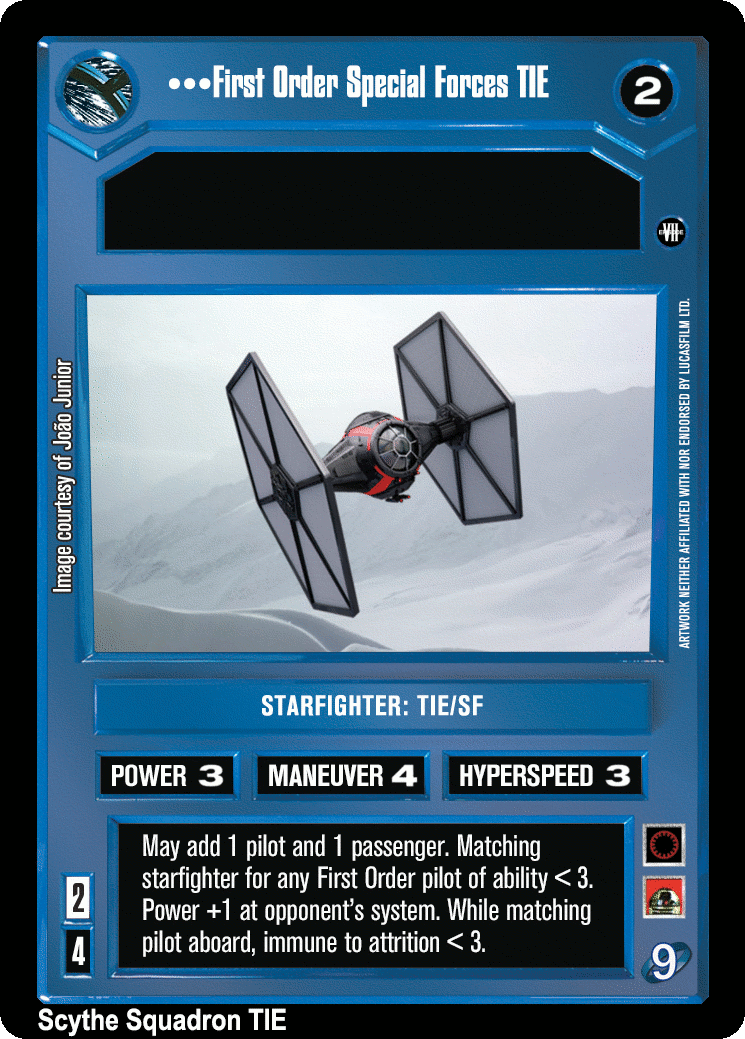 •••First Order Special Forces TIE
2
EPISODE
VII
Image courtesy of João Junior
ARTWORK NEITHER AFFILIATED WITH NOR ENDORSED BY LUCASFILM LTD.
STARFIGHTER: TIE/SF
POWER 3 MANEUVER 4 HYPERSPEED 3
May add 1 pilot and 1 passenger. Matching
starfighter for any First Order pilot of ability < 3.
Power +1 at opponent's system. While matching
pilot aboard, immune to attrition < 3.
2
4
9
Scythe Squadron TIE